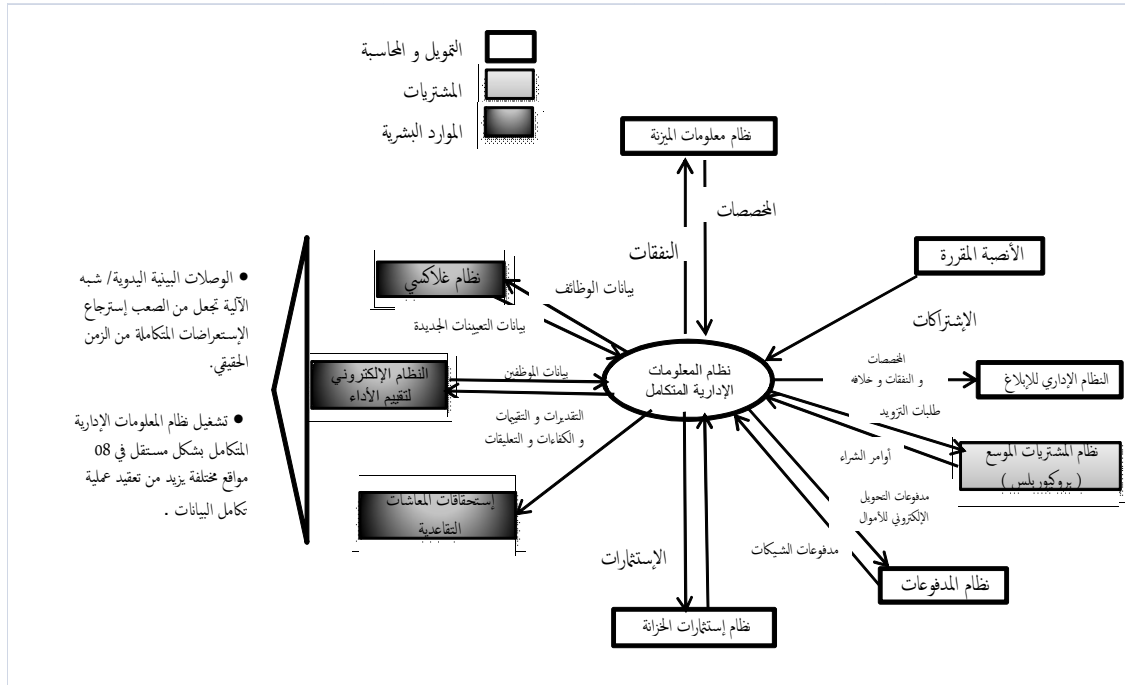 التمويل و المحاسبة
المشتريات
الموارد البشرية
نظام معلومات الميزنة
المخصصات
النفقات
الأنصبة المقررة
الإشتراكات
نظام غلاكسي
بيانات الوظائف
بيانات التعيينات الجديدة
● الوصلات البينية اليدوية/ شبه
الآلية تجعل من الصعب إسترجاع
الإستعراضات المتكاملة من الزمن
الحقيقي.
● تشغيل نظام المعلومات الإدارية
المتكامل بشكل مستقل في 08
مواقع مختلفة يزيد من تعقيد عملية
تكامل البيانات .
نظام المعلومات
الإدارية المتكامل
المخصصات
و النفقات و خلافه
النظام الإداري للإبلاغ
النظام الإلكتروني
لتقييم الأداء
بيانات الموظفين
التقديرات و التقييمات
و الكفاءات و التعليقات
طلبات التزويد
أوامر الشراء
نظام المشتريات الموسع
( بروكيوربلس )
إستحقاقات المعاشات
التقاعدية
مدفوعات التحويل
الإلكتروني للأموال
مدفوعات الشيكات
نظام المدفوعات
الإستثمارات
نظام إستثمارات الخزانة